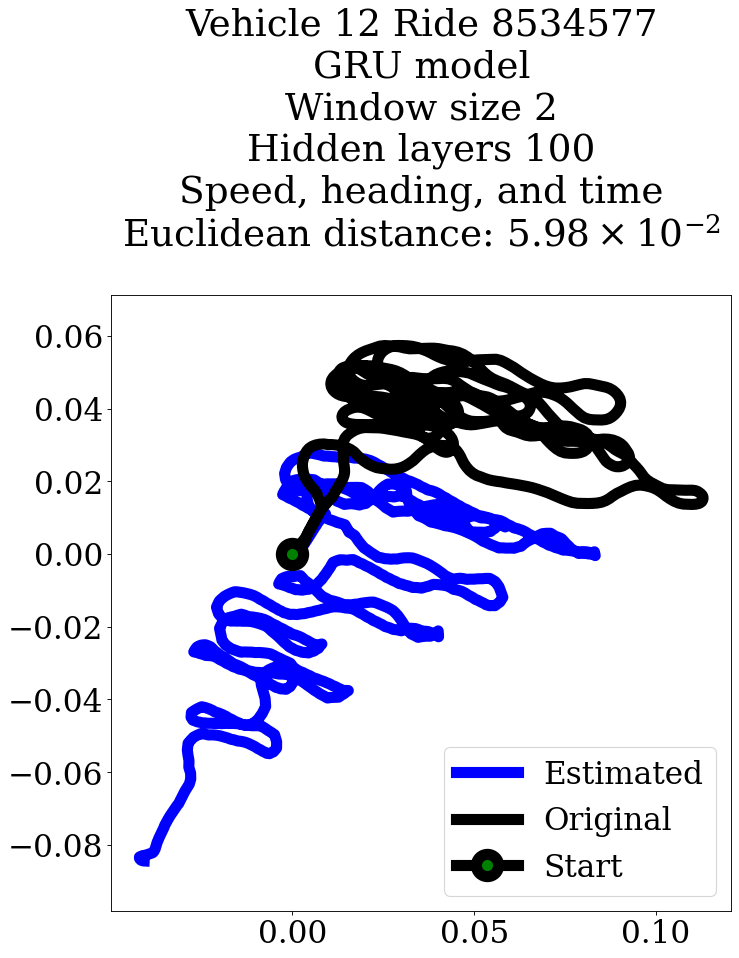 Vehicle 12 Ride 8534577
GRU model
Window size 2
Hidden layers 100
Speed, heading, and time
Euclidean distance: $5.98 \times 10^{-2}$
0.06
0.04
0.02
0.00
−0.02
−0.04
−0.06
−0.08
Estimated
Original
Start
0.00 0.05 0.10